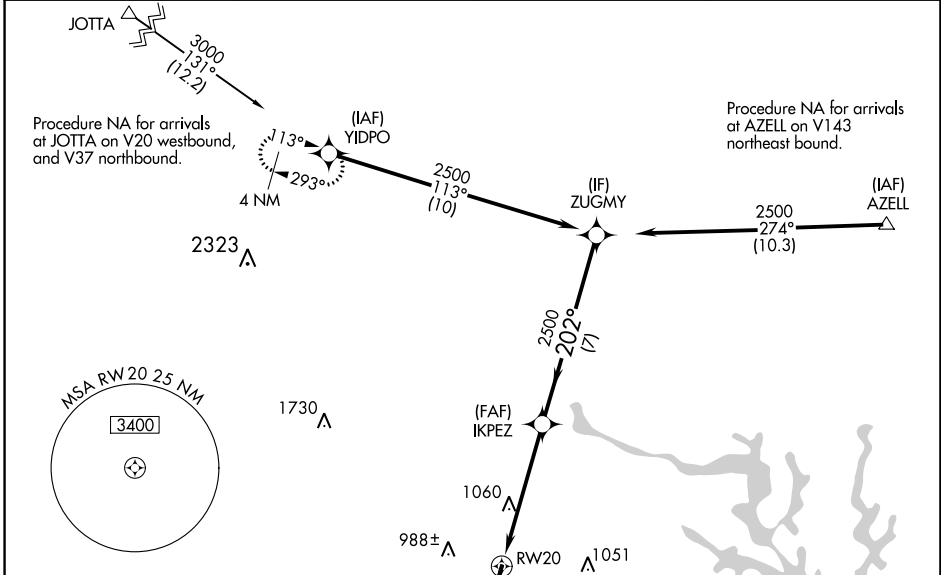 JOTTA
3000
131°
(12.2)
Procedure NA for arrivals
at JOTTA on V20 westbound,
and V37 northbound.
(IAF)
YIDPO
113°
293°
4 NM
2500
113°
(10)
Procedure NA for arrivals
at AZELL on V143
northeast bound.
(IF)
ZUGMY
(IAF)
AZELL
2500
274°
(10.3)
2323
2500
202°
(7)
MSA RW20 25 NM
3400
1730
(FAF)
IKPEZ
1060
988±
RW20
1051